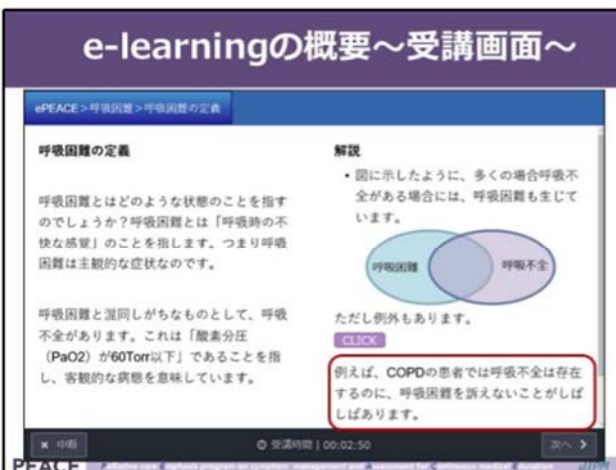 e-learningの概要～受講画面～
ePEACE＞呼吸困難＞呼吸困難の定義
呼吸困難の定義
呼吸困難とはどのような状態のことを指す
のでしょうか？呼吸困難とは「呼吸時の不
快な感覚」のことを指します。つまり呼吸
困難は主観的な症状なのです。
呼吸困難と混同しがちなものとして、呼吸
不全があります。これは「酸素分圧
（PaO2）が60Torr以下」であることを指
し、客観的な病態を意味しています。
解説
• 図に示したように、多くの場合呼吸不
全がある場合には、呼吸困難も生じて
います。
呼吸困難
呼吸不全
ただし例外もあります。
CLICK
例えば、COPDの患者では呼吸不全は存在
するのに、呼吸困難を訴えないことがしば
しばあります。
× 中断
受講時間 | 00:02:50
次へ >
PEACE